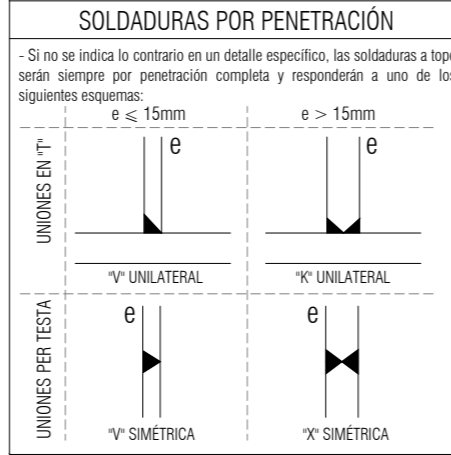 SOLDADURAS POR PENETRACIÓN
- Si no se indica lo contrario en un detalle específico, las soldaduras a tope
serán siempre por penetración completa y responderán a uno de los
siguientes esquemas:
e ⩽ 15mm
e > 15mm
UNIONES EN "T"
e
e
"V" UNILATERAL
"K" UNILATERAL
UNIONES PER TESTA
e
e
"V" SIMÉTRICA
"X" SIMÉTRICA